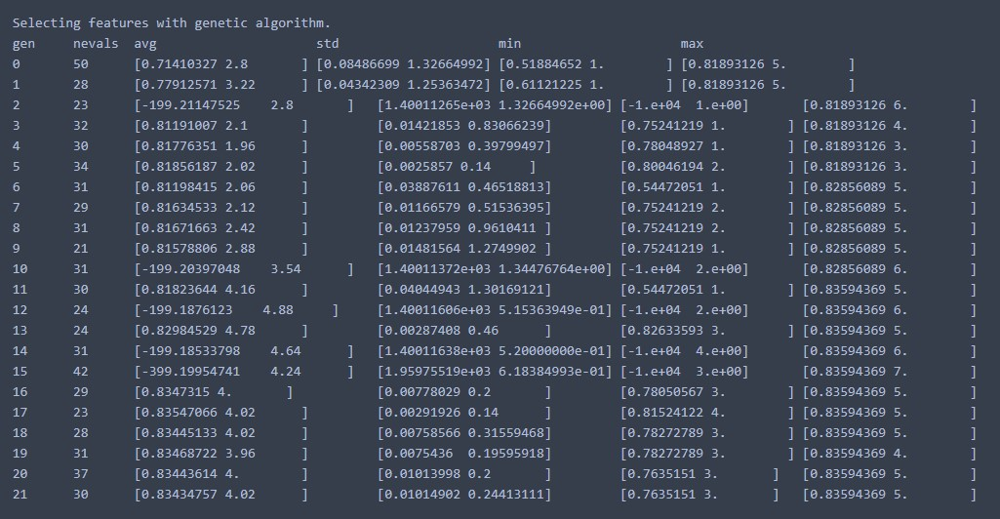 Selecting features with genetic algorithm.
gen     nevals  avg                     std                     min                     max
0       50      [0.71410327 2.8       ] [0.08486699 1.32664992] [0.51884652 1.        ] [0.81893126 5.        ]
1       28      [0.77912571 3.22      ] [0.04342309 1.25363472] [0.61121225 1.        ] [0.81893126 5.        ]
2       23      [-199.21147525    2.8       ]   [1.40011265e+03 1.32664992e+00] [-1.e+04  1.e+00]       [0.81893126 6.        ]
3       32      [0.81191007 2.1       ]         [0.01421853 0.83066239]         [0.75241219 1.        ] [0.81893126 4.        ]
4       30      [0.81776351 1.96      ]         [0.00558703 0.39799497]         [0.78048927 1.        ] [0.81893126 3.        ]
5       34      [0.81856187 2.02      ]         [0.0025857 0.14     ]           [0.80046194 2.        ] [0.81893126 3.        ]
6       31      [0.81198415 2.06      ]         [0.03887611 0.46518813]         [0.54472051 1.        ] [0.82856089 5.        ]
7       29      [0.81634533 2.12      ]         [0.01166579 0.51536395]         [0.75241219 2.        ] [0.82856089 5.        ]
8       31      [0.81671663 2.42      ]         [0.01237959 0.9610411 ]         [0.75241219 2.        ] [0.82856089 5.        ]
9       21      [0.81578806 2.88      ]         [0.01481564 1.2749902 ]         [0.75241219 1.        ] [0.82856089 5.        ]
10      31      [-199.20397048    3.54      ]   [1.40011372e+03 1.34476764e+00] [-1.e+04  2.e+00]       [0.82856089 6.        ]
11      30      [0.81823644 4.16      ]         [0.04044943 1.30169121]         [0.54472051 1.        ] [0.83594369 5.        ]
12      24      [-199.1876123    4.88     ]     [1.40011606e+03 5.15363949e-01] [-1.e+04  2.e+00]       [0.83594369 6.        ]
13      24      [0.82984529 4.78      ]         [0.00287408 0.46      ]         [0.82633593 3.        ] [0.83594369 5.        ]
14      31      [-199.18533798    4.64      ]   [1.40011638e+03 5.20000000e-01] [-1.e+04  4.e+00]       [0.83594369 6.        ]
15      42      [-399.19954741    4.24      ]   [1.95975519e+03 6.18384993e-01] [-1.e+04  3.e+00]       [0.83594369 7.        ]
16      29      [0.8347315 4.       ]           [0.00778029 0.2       ]         [0.78050567 3.        ] [0.83594369 5.        ]
17      23      [0.83547066 4.02      ]         [0.00291926 0.14      ]         [0.81524122 4.        ] [0.83594369 5.        ]
18      28      [0.83445133 4.02      ]         [0.00758566 0.31559468]         [0.78272789 3.        ] [0.83594369 5.        ]
19      31      [0.83468722 3.96      ]         [0.0075436  0.19595918]         [0.78272789 3.        ] [0.83594369 4.        ]
20      37      [0.83443614 4.        ]         [0.01013998 0.2       ]         [0.7635151 3.       ]   [0.83594369 5.        ]
21      30      [0.83434757 4.02      ]         [0.01014902 0.24413111]         [0.7635151 3.       ]   [0.83594369 5.        ]